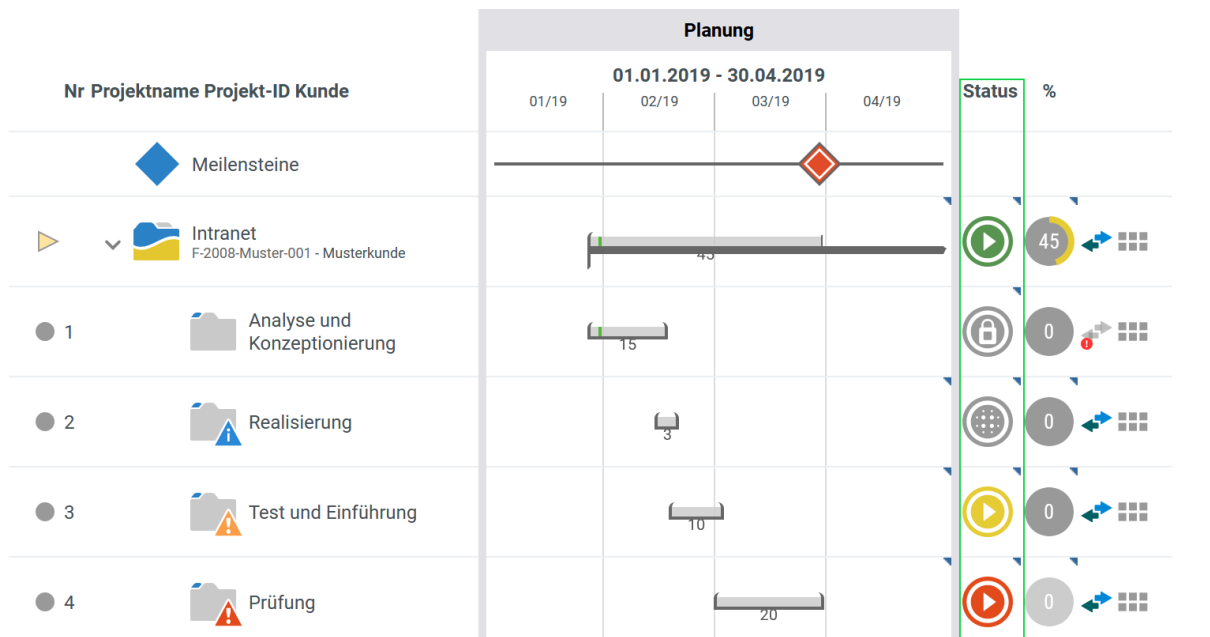 Planung
01.01.2019 - 30.04.2019
Nr Projektname Projekt-ID Kunde
Status
%
01/19
02/19
03/19
04/19
Meilensteine
Intranet
F-2008-Muster-001 - Musterkunde
45
45
1
Analyse und
Konzeptionierung
15
0
2
Realisierung
3
0
3
Test und Einführung
10
0
4
Prüfung
20
0